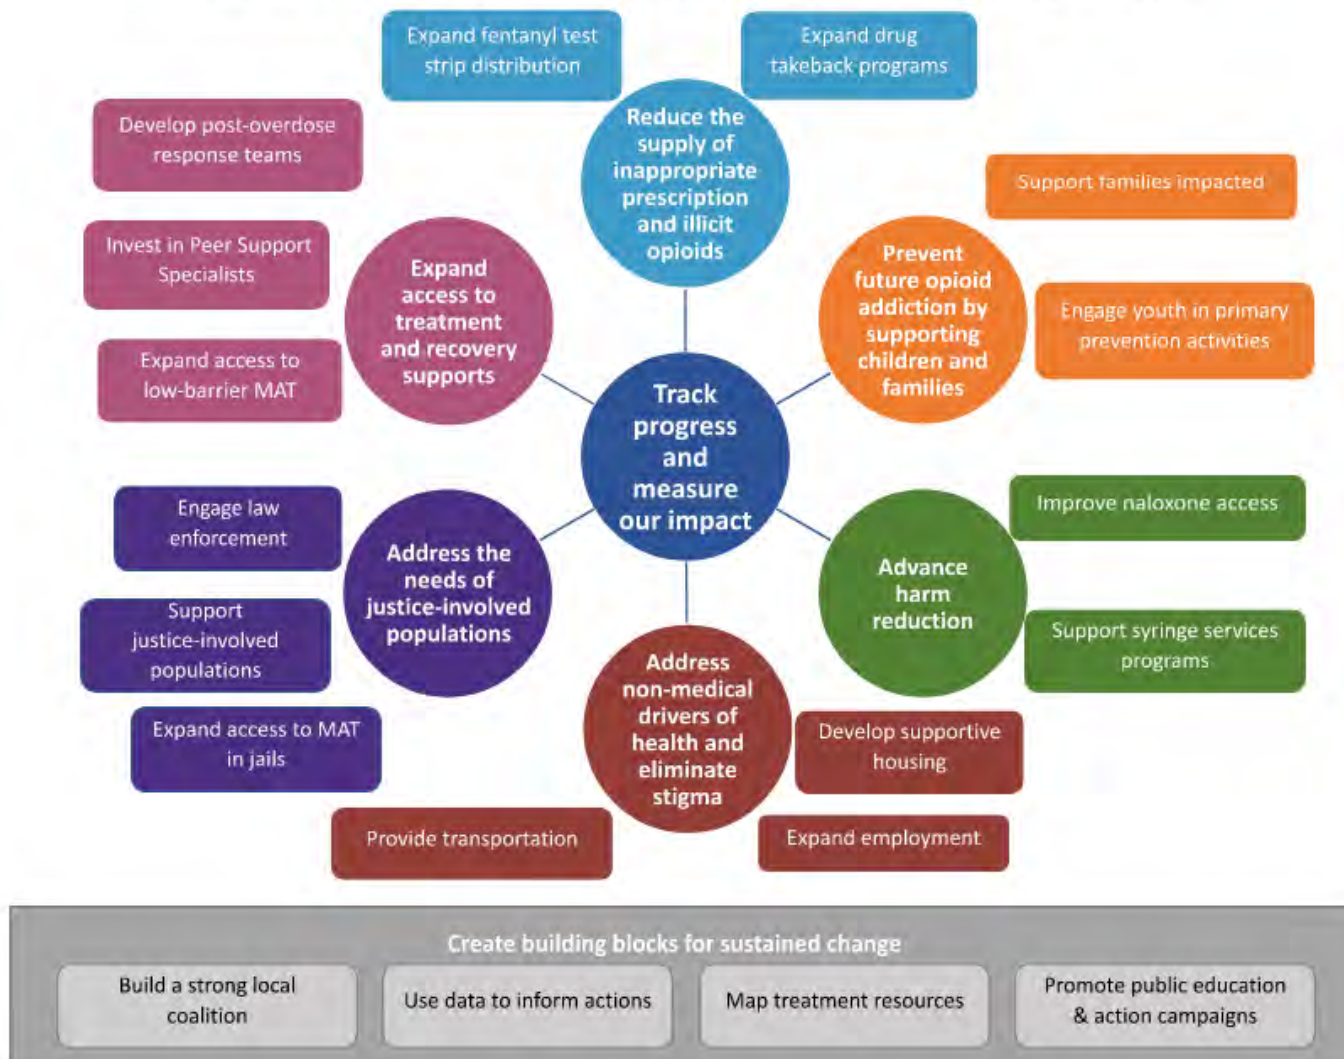 Expand fentanyl test
strip distribution
Expand drug
takeback programs
Reduce the
supply of
inappropriate
prescription
and illicit
opioids
Develop post-overdose
response teams
Invest in Peer Support
Specialists
Expand access to
low-barrier MAT
Expand
access to
treatment
and recovery
supports
Support families impacted
Engage youth in primary
prevention activities
Prevent
future opioid
addiction by
supporting
children and
families
Track
progress
and
measure
our impact
Engage law
enforcement
Support
justice-involved
populations
Expand access to MAT
in jails
Address the
needs of
justice-involved
populations
Advance
harm
reduction
Improve naloxone access
Support syringe services
programs
Address
non-medical
drivers of
health and
eliminate
stigma
Develop supportive
housing
Provide transportation
Expand employment
Create building blocks for sustained change
Build a strong local
coalition
Use data to inform actions
Map treatment resources
Promote public education
& action campaigns